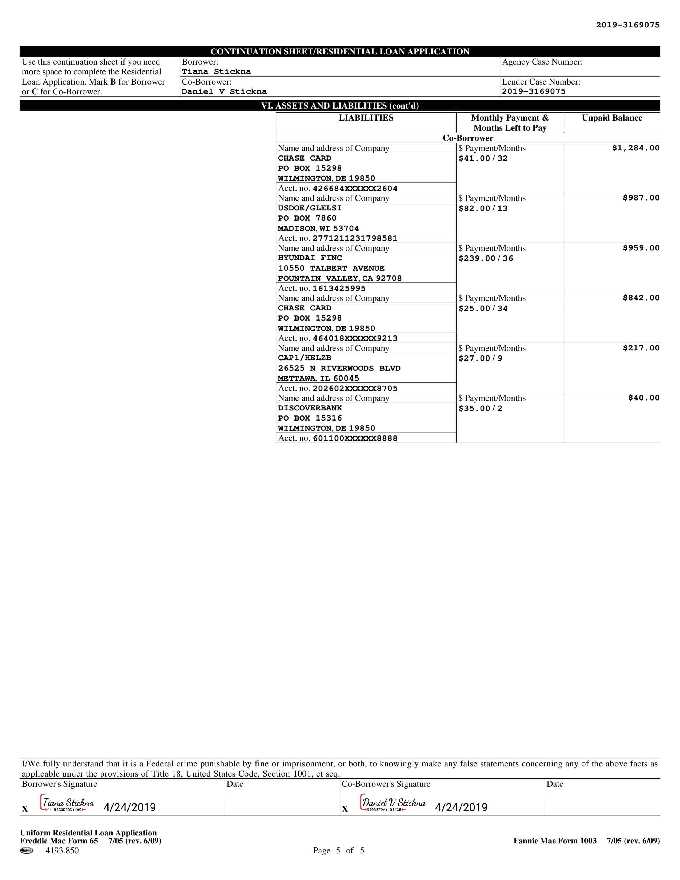 2019-3169075
CONTINUATION SHEET/RESIDENTIAL LOAN APPLICATION
Use this continuation sheet if you need
more space to complete the Residential
Loan Application. Mark B for Borrower
or C for Co-Borrower.
Borrower:
Tiana Stickna
Co-Borrower:
Daniel V Stickna
Agency Case Number:
Lender Case Number:
2019-3169075
VI. ASSETS AND LIABILITIES (cont'd)
LIABILITIES Monthly Payment & Unpaid Balance
Months Left to Pay
Co-Borrower
Name and address of Company $ Payment/Months $1,284.00
CHASE CARD $41.00/32
PO BOX 15298
WILMINGTON, DE 19850
Acct. no. 426684XXXXXX2604
Name and address of Company $ Payment/Months $987.00
USDOE/GLELSI $82.00/13
PO BOX 7860
MADISON, WI 53704
Acct. no. 2771211231798581
Name and address of Company $ Payment/Months $959.00
HYUNDAI FINC $239.00/36
10550 TALBERT AVENUE
FOUNTAIN VALLEY, CA 92708
Acct. no. 1613425995
Name and address of Company $ Payment/Months $842.00
CHASE CARD $25.00/34
PO BOX 15298
WILMINGTON, DE 19850
Acct. no. 464018XXXXXX9213
Name and address of Company $ Payment/Months $217.00
CAP1/HELZB $27.00/9
26525 N RIVERWOODS BLVD
METTAWA, IL 60045
Acct. no. 202602XXXXXX8705
Name and address of Company $ Payment/Months $40.00
DISCOVERBANK $35.00/2
PO BOX 15316
WILMINGTON, DE 19850
Acct. no. 601100XXXXXX8888
I/We fully understand that it is a Federal crime punishable by fine or imprisonment, or both, to knowingly make any false statements concerning any of the above facts as
applicable under the provisions of Title 18, United States Code, Section 1001, et seq.
Borrower's Signature Date Co-Borrower's Signature Date
X Tiana Stickna 4/24/2019 X Daniel V Stickna 4/24/2019
Uniform Residential Loan Application
Freddie Mac Form 65 7/05 (rev. 6/09) Fannie Mae Form 1003 7/05 (rev. 6/09)
4193.850 Page 5 of 5